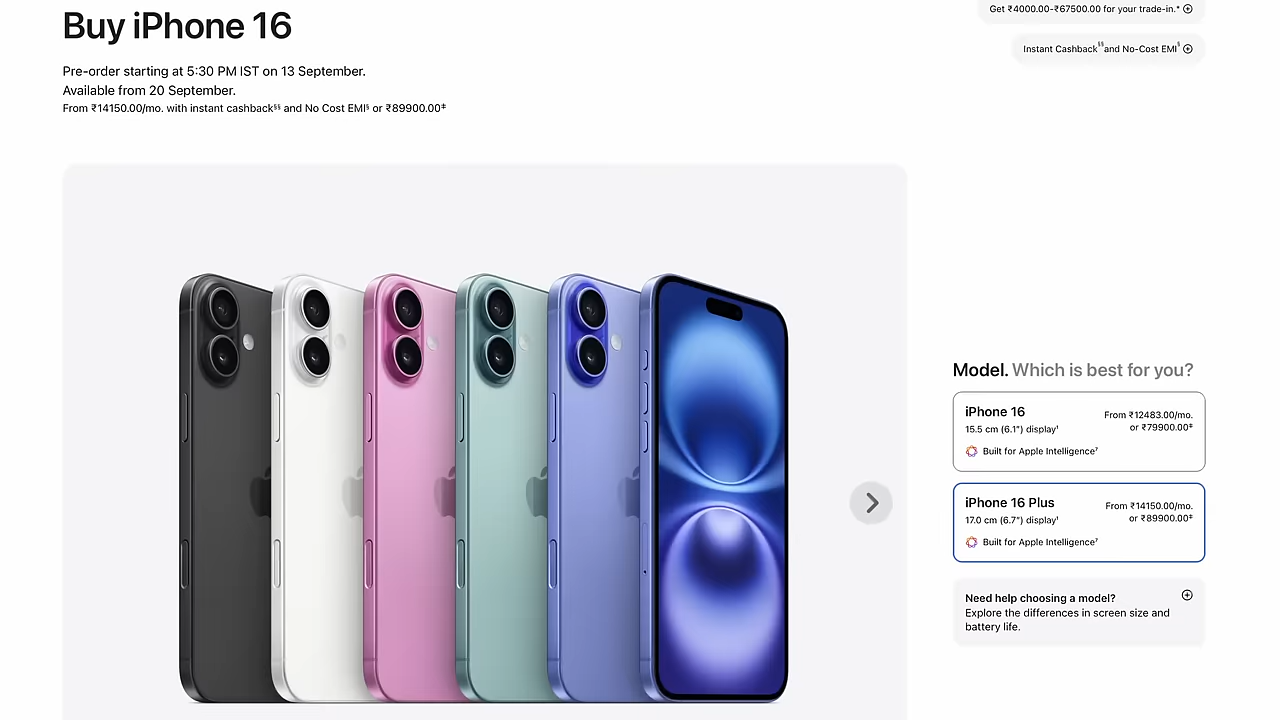 Buy iPhone 16
Get ₹4000.00-₹67500.00 for your trade-in.*
Instant Cashback§§ and No-Cost EMI§
Pre-order starting at 5:30 PM IST on 13 September.
Available from 20 September.
From ₹14150.00/mo. with instant cashback§§ and No Cost EMI§ or ₹89900.00‡
Model. Which is best for you?
iPhone 16
15.5 cm (6.1") display¹
From ₹12483.00/mo.
or ₹79900.00‡
Built for Apple Intelligence⁷
iPhone 16 Plus
17.0 cm (6.7") display¹
From ₹14150.00/mo.
or ₹89900.00‡
Built for Apple Intelligence⁷
Need help choosing a model?
Explore the differences in screen size and
battery life.